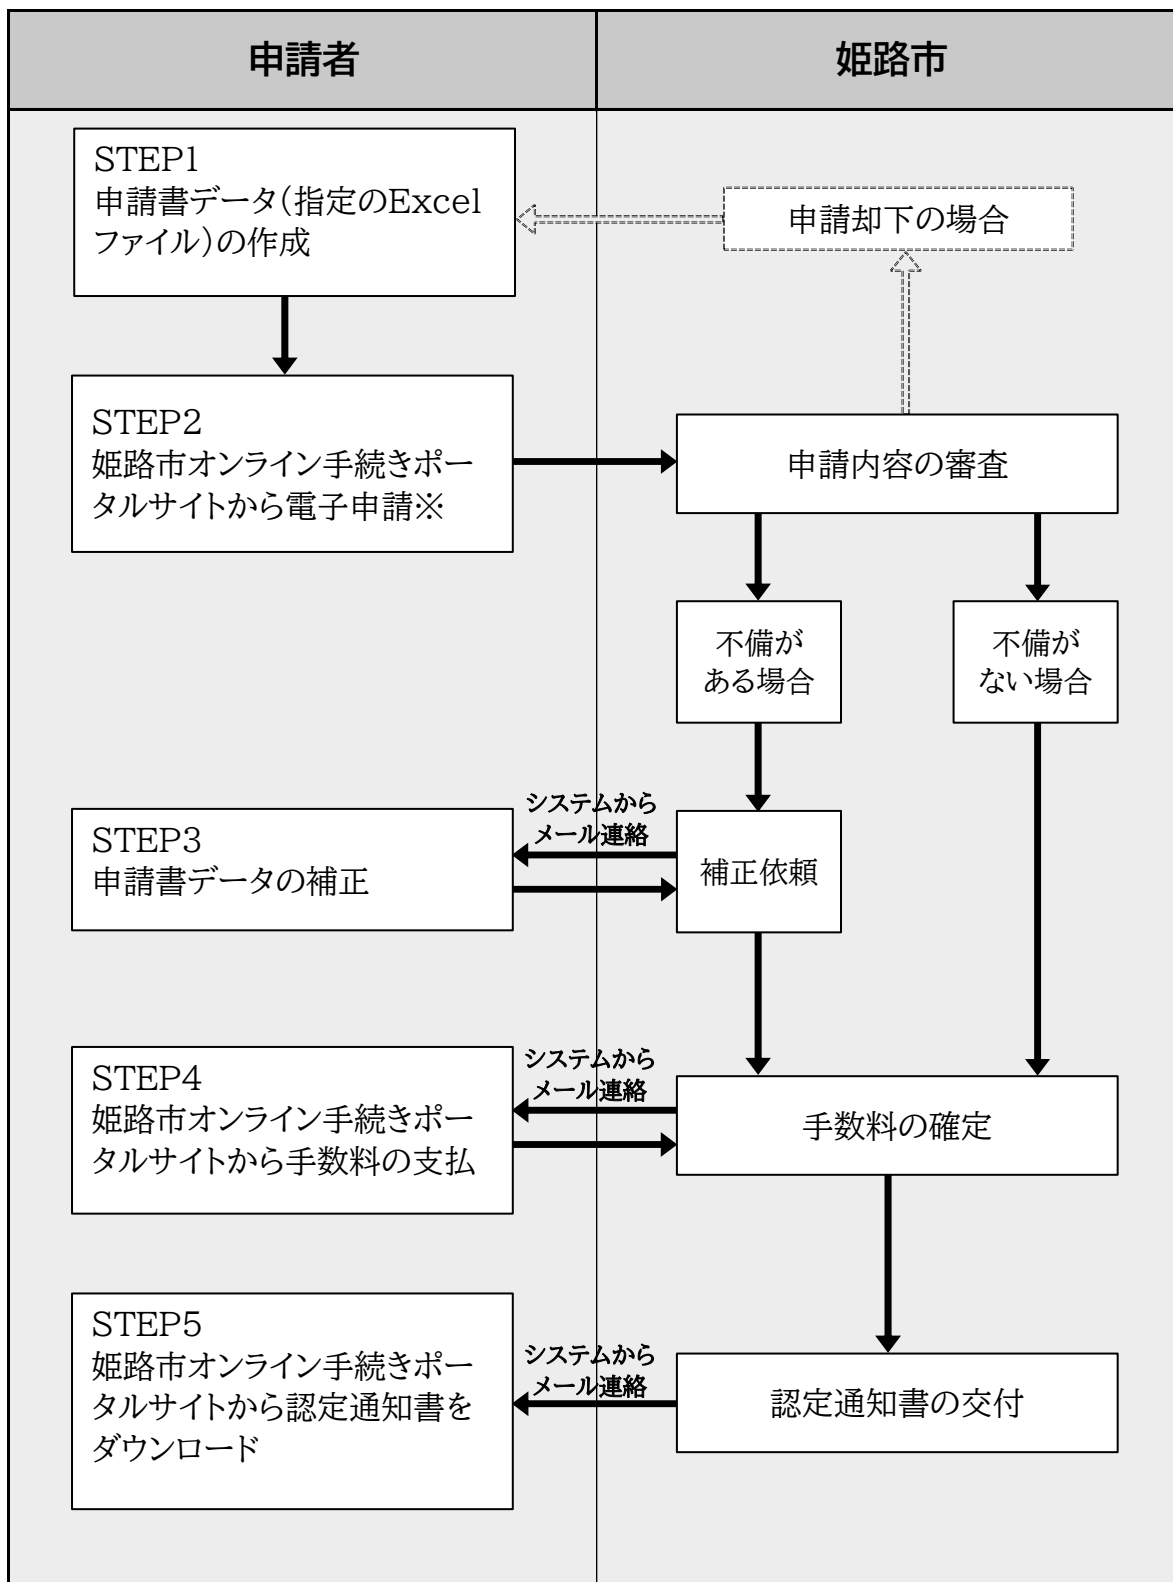 申請者
姫路市
STEP1
申請書データ(指定のExcel
ファイル)の作成
申請却下の場合
STEP2
姫路市オンライン手続きポー
タルサイトから電子申請※
申請内容の審査
不備が
ある場合
不備が
ない場合
システムから
メール連絡
STEP3
申請書データの補正
補正依頼
システムから
メール連絡
STEP4
姫路市オンライン手続きポー
タルサイトから手数料の支払
手数料の確定
STEP5
姫路市オンライン手続きポー
タルサイトから認定通知書を
ダウンロード
システムから
メール連絡
認定通知書の交付